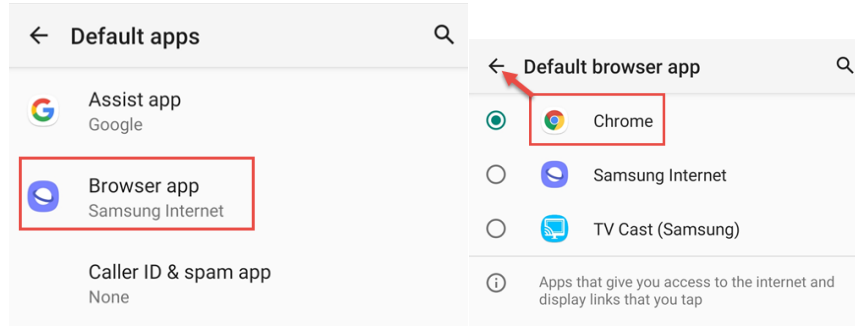 Default apps
Assist app
Google
Browser app
Samsung Internet
Caller ID & spam app
None
Default browser app
Chrome
Samsung Internet
TV Cast (Samsung)
Apps that give you access to the internet and
display links that you tap